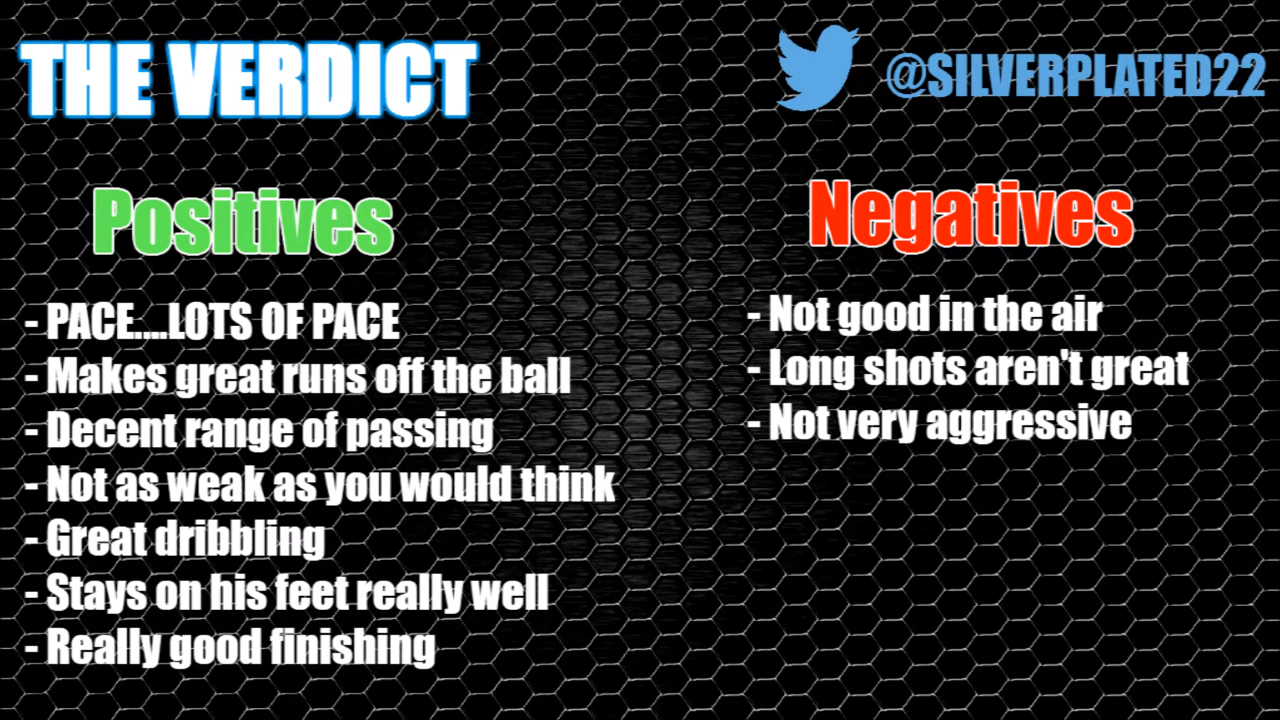 THE VERDICT
@SILVERPLATED22
Positives
- PACE....LOTS OF PACE
- Makes great runs off the ball
- Decent range of passing
- Not as weak as you would think
- Great dribbling
- Stays on his feet really well
- Really good finishing
Negatives
- Not good in the air
- Long shots aren't great
- Not very aggressive